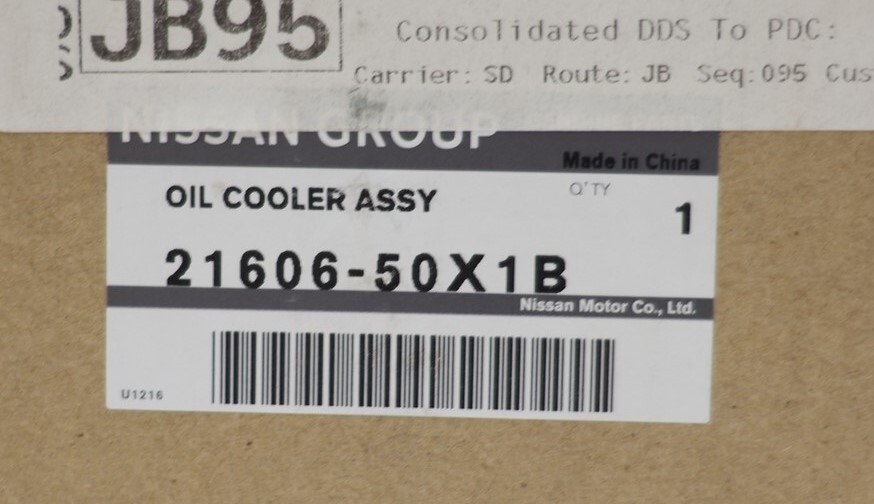 JB95
Consolidated DDS To PDC:
Carrier: SD Route: JB Seq:095 Cus
NISSAN GROUP
Made in China
OIL COOLER ASSY
Q'TY
1
21606-50X1B
Nissan Motor Co., Ltd.
U1216